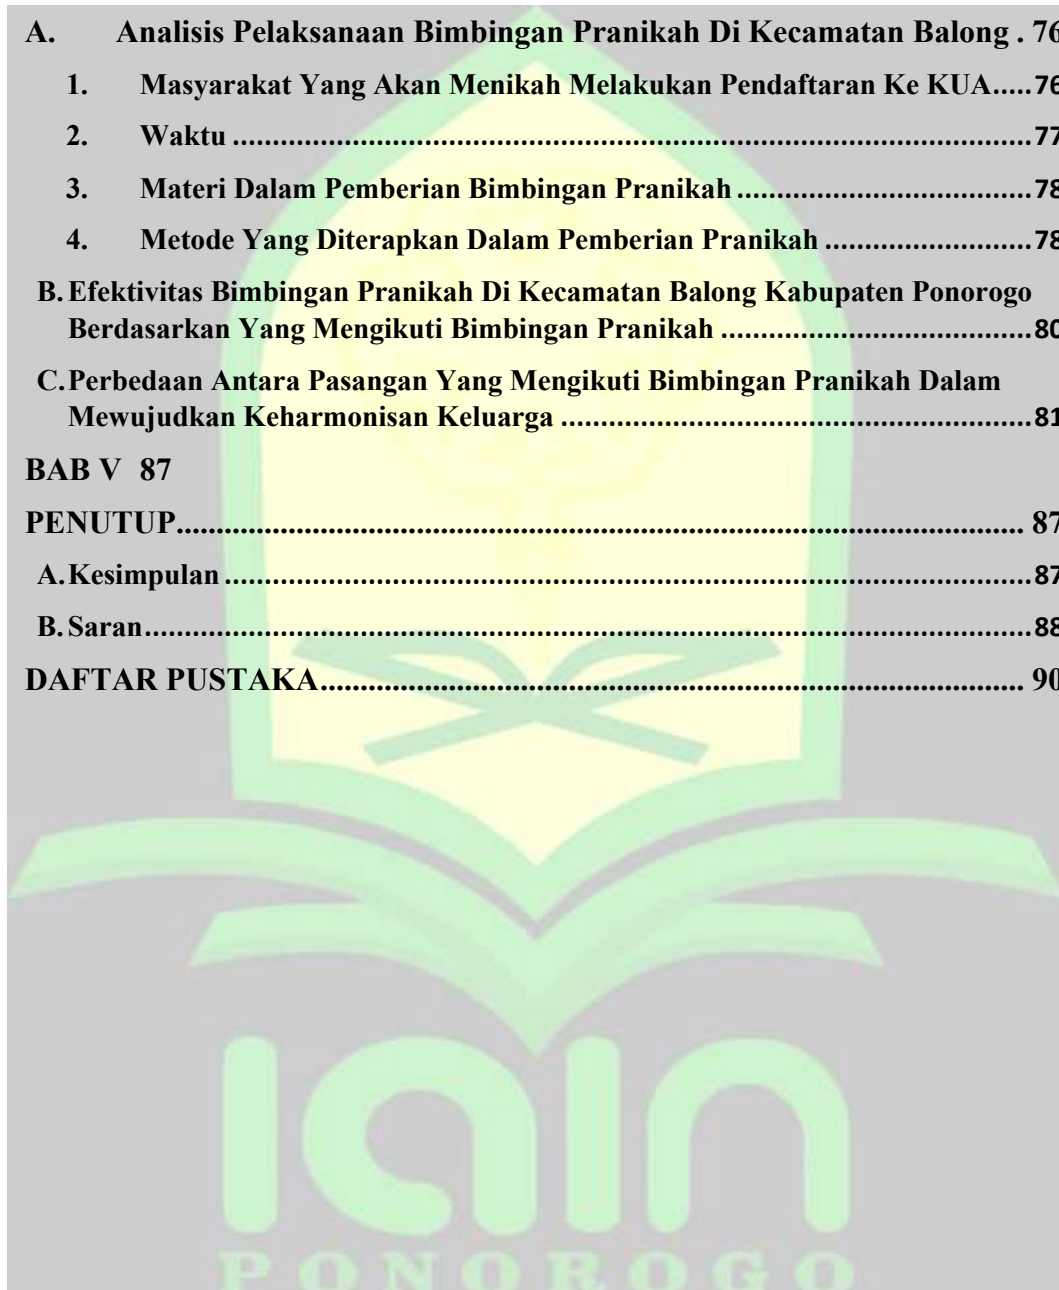 A. Analisis Pelaksanaan Bimbingan Pranikah Di Kecamatan Balong . 76
1. Masyarakat Yang Akan Menikah Melakukan Pendaftaran Ke KUA.....76
2. Waktu ....................................................................................................77
3. Materi Dalam Pemberian Bimbingan Pranikah .....................................78
4. Metode Yang Diterapkan Dalam Pemberian Pranikah ..........................78
B. Efektivitas Bimbingan Pranikah Di Kecamatan Balong Kabupaten Ponorogo
Berdasarkan Yang Mengikuti Bimbingan Pranikah .......................................80
C. Perbedaan Antara Pasangan Yang Mengikuti Bimbingan Pranikah Dalam
Mewujudkan Keharmonisan Keluarga ...........................................................81
BAB V 87
PENUTUP.......................................................................................................... 87
A. Kesimpulan .....................................................................................................87
B. Saran...............................................................................................................88
DAFTAR PUSTAKA........................................................................................ 90
iain
PONOROGO